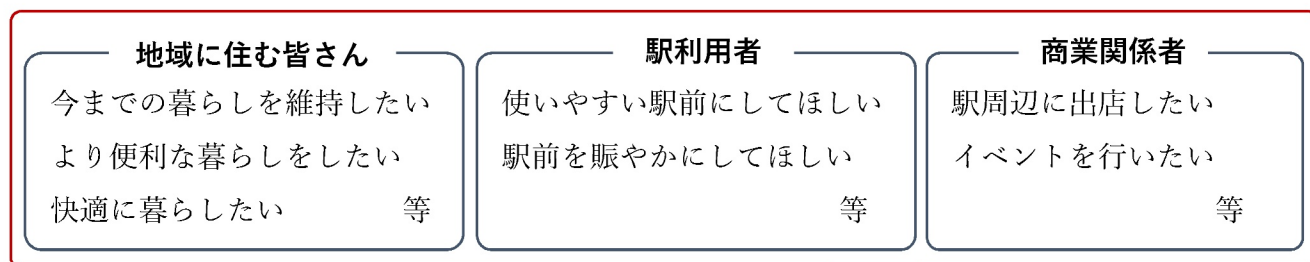 地域に住む皆さん
今までの暮らしを維持したい
より便利な暮らしをしたい
快適に暮らしたい 等
駅利用者
使いやすい駅前にしてほしい
駅前を賑やかにしてほしい
等
商業関係者
駅周辺に出店したい
イベントを行いたい
等